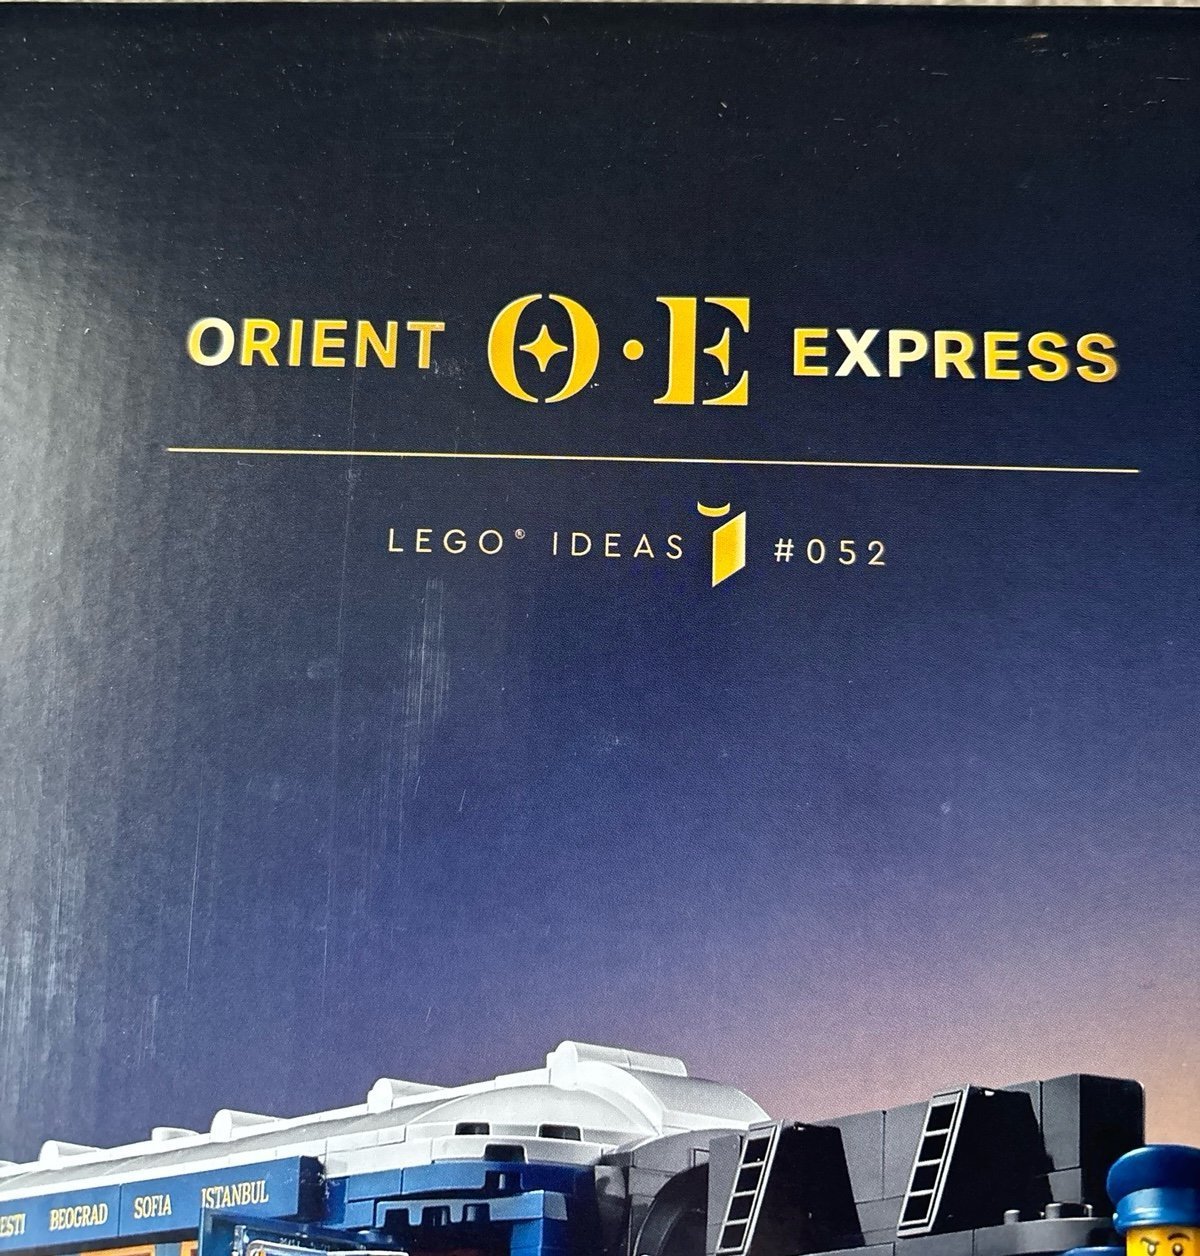 ORIENT O·E EXPRESS
LEGO® IDEAS #052
BEOGRAD SOFIA ISTANBUL